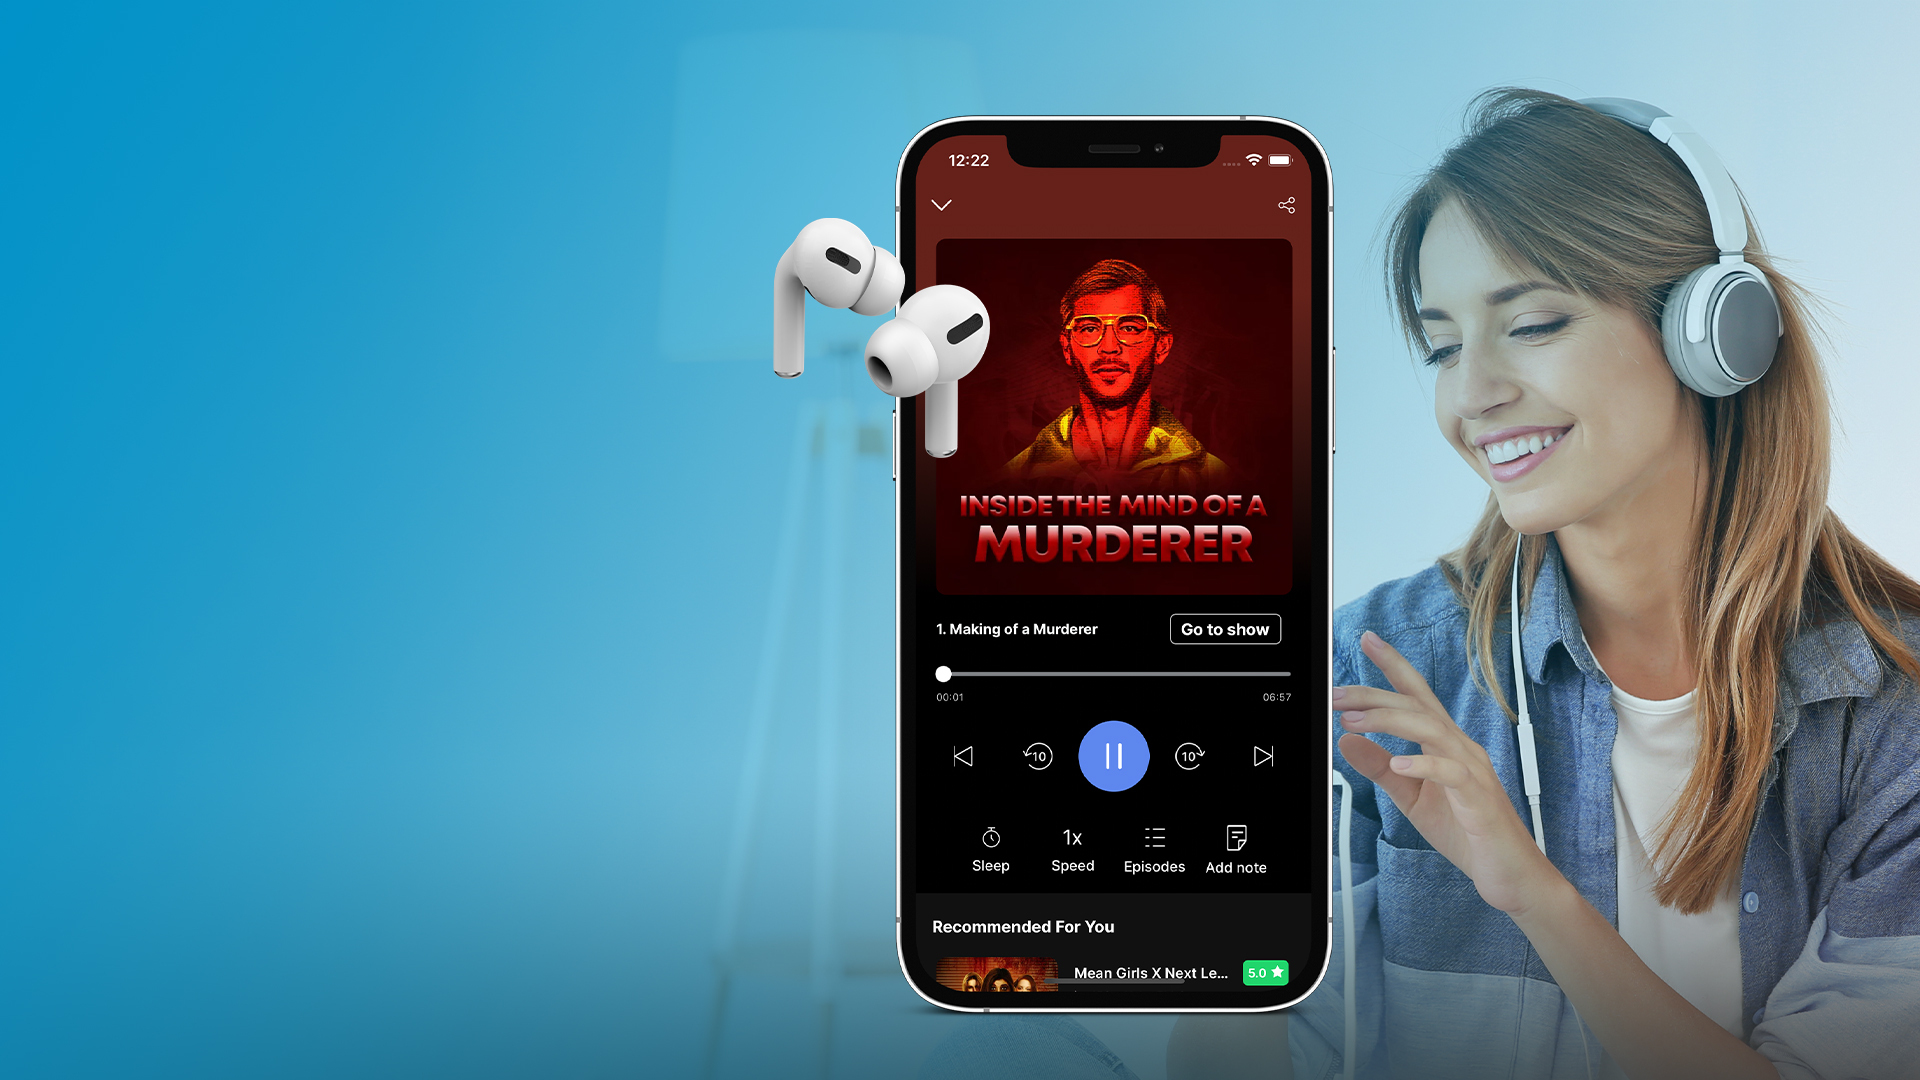 12:22
INSIDE THE MIND OF A
MURDERER
1. Making of a Murderer
Go to show
00:01
06:57
10
10
1x
Sleep
Speed
Episodes
Add note
Recommended For You
Mean Girls X Next Le...
5.0